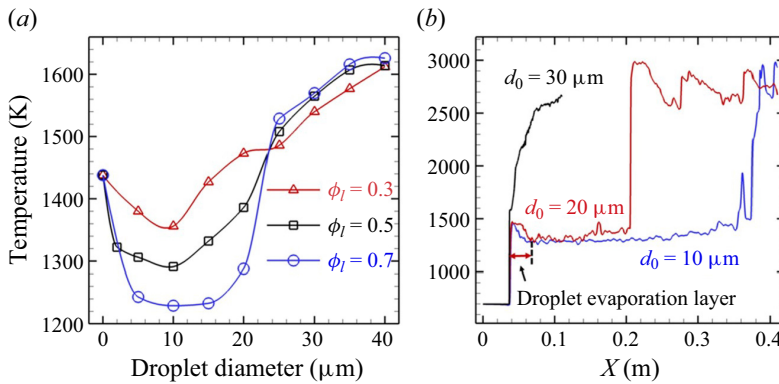 (a)
Temperature (K)
1600
1500
1400
1300
1200
ϕl = 0.3
ϕl = 0.5
ϕl = 0.7
0 10 20 30 40
Droplet diameter (μm)
(b)
3000
2500
2000
1500
1000
d0 = 30 μm
d0 = 20 μm
d0 = 10 μm
Droplet evaporation layer
0 0.1 0.2 0.3 0.4
X (m)